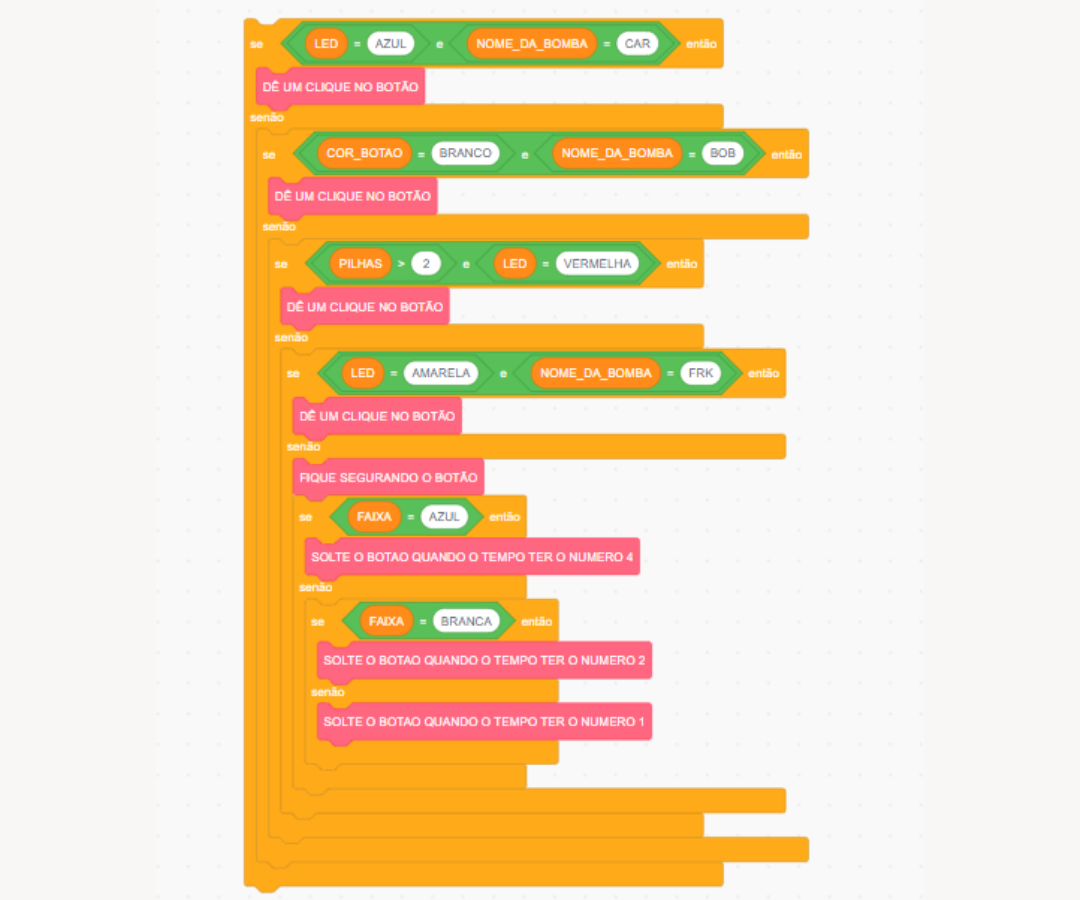 se LED = AZUL e NOME_DA_BOMBA = CAR então
DÊ UM CLIQUE NO BOTÃO
senão
se COR_BOTAO = BRANCO e NOME_DA_BOMBA = BOB então
DÊ UM CLIQUE NO BOTÃO
senão
se PILHAS > 2 e LED = VERMELHA então
DÊ UM CLIQUE NO BOTÃO
senão
se LED = AMARELA e NOME_DA_BOMBA = FRK então
DÊ UM CLIQUE NO BOTÃO
senão
FIQUE SEGURANDO O BOTÃO
se FAIXA = AZUL então
SOLTE O BOTAO QUANDO O TEMPO TER O NUMERO 4
senão
se FAIXA = BRANCA então
SOLTE O BOTAO QUANDO O TEMPO TER O NUMERO 2
senão
SOLTE O BOTAO QUANDO O TEMPO TER O NUMERO 1